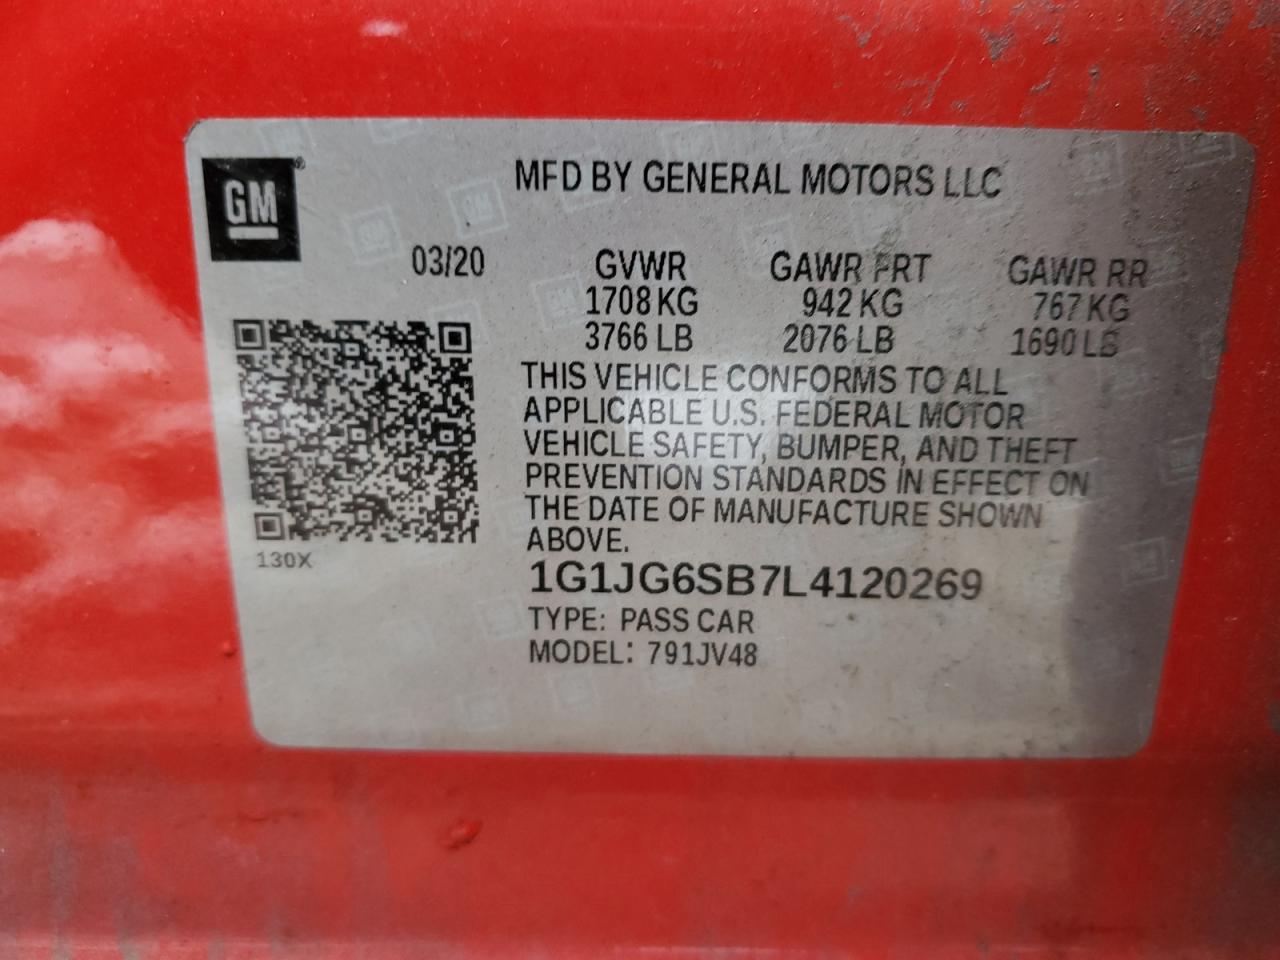 GM
MFD BY GENERAL MOTORS LLC
03/20 GVWR GAWR FRT GAWR RR
1708 KG 942 KG 767 KG
3766 LB 2076 LB 1690 LB
THIS VEHICLE CONFORMS TO ALL
APPLICABLE U.S. FEDERAL MOTOR
VEHICLE SAFETY, BUMPER, AND THEFT
PREVENTION STANDARDS IN EFFECT ON
THE DATE OF MANUFACTURE SHOWN
ABOVE.
130X
1G1JG6SB7L4120269
TYPE: PASS CAR
MODEL: 791JV48